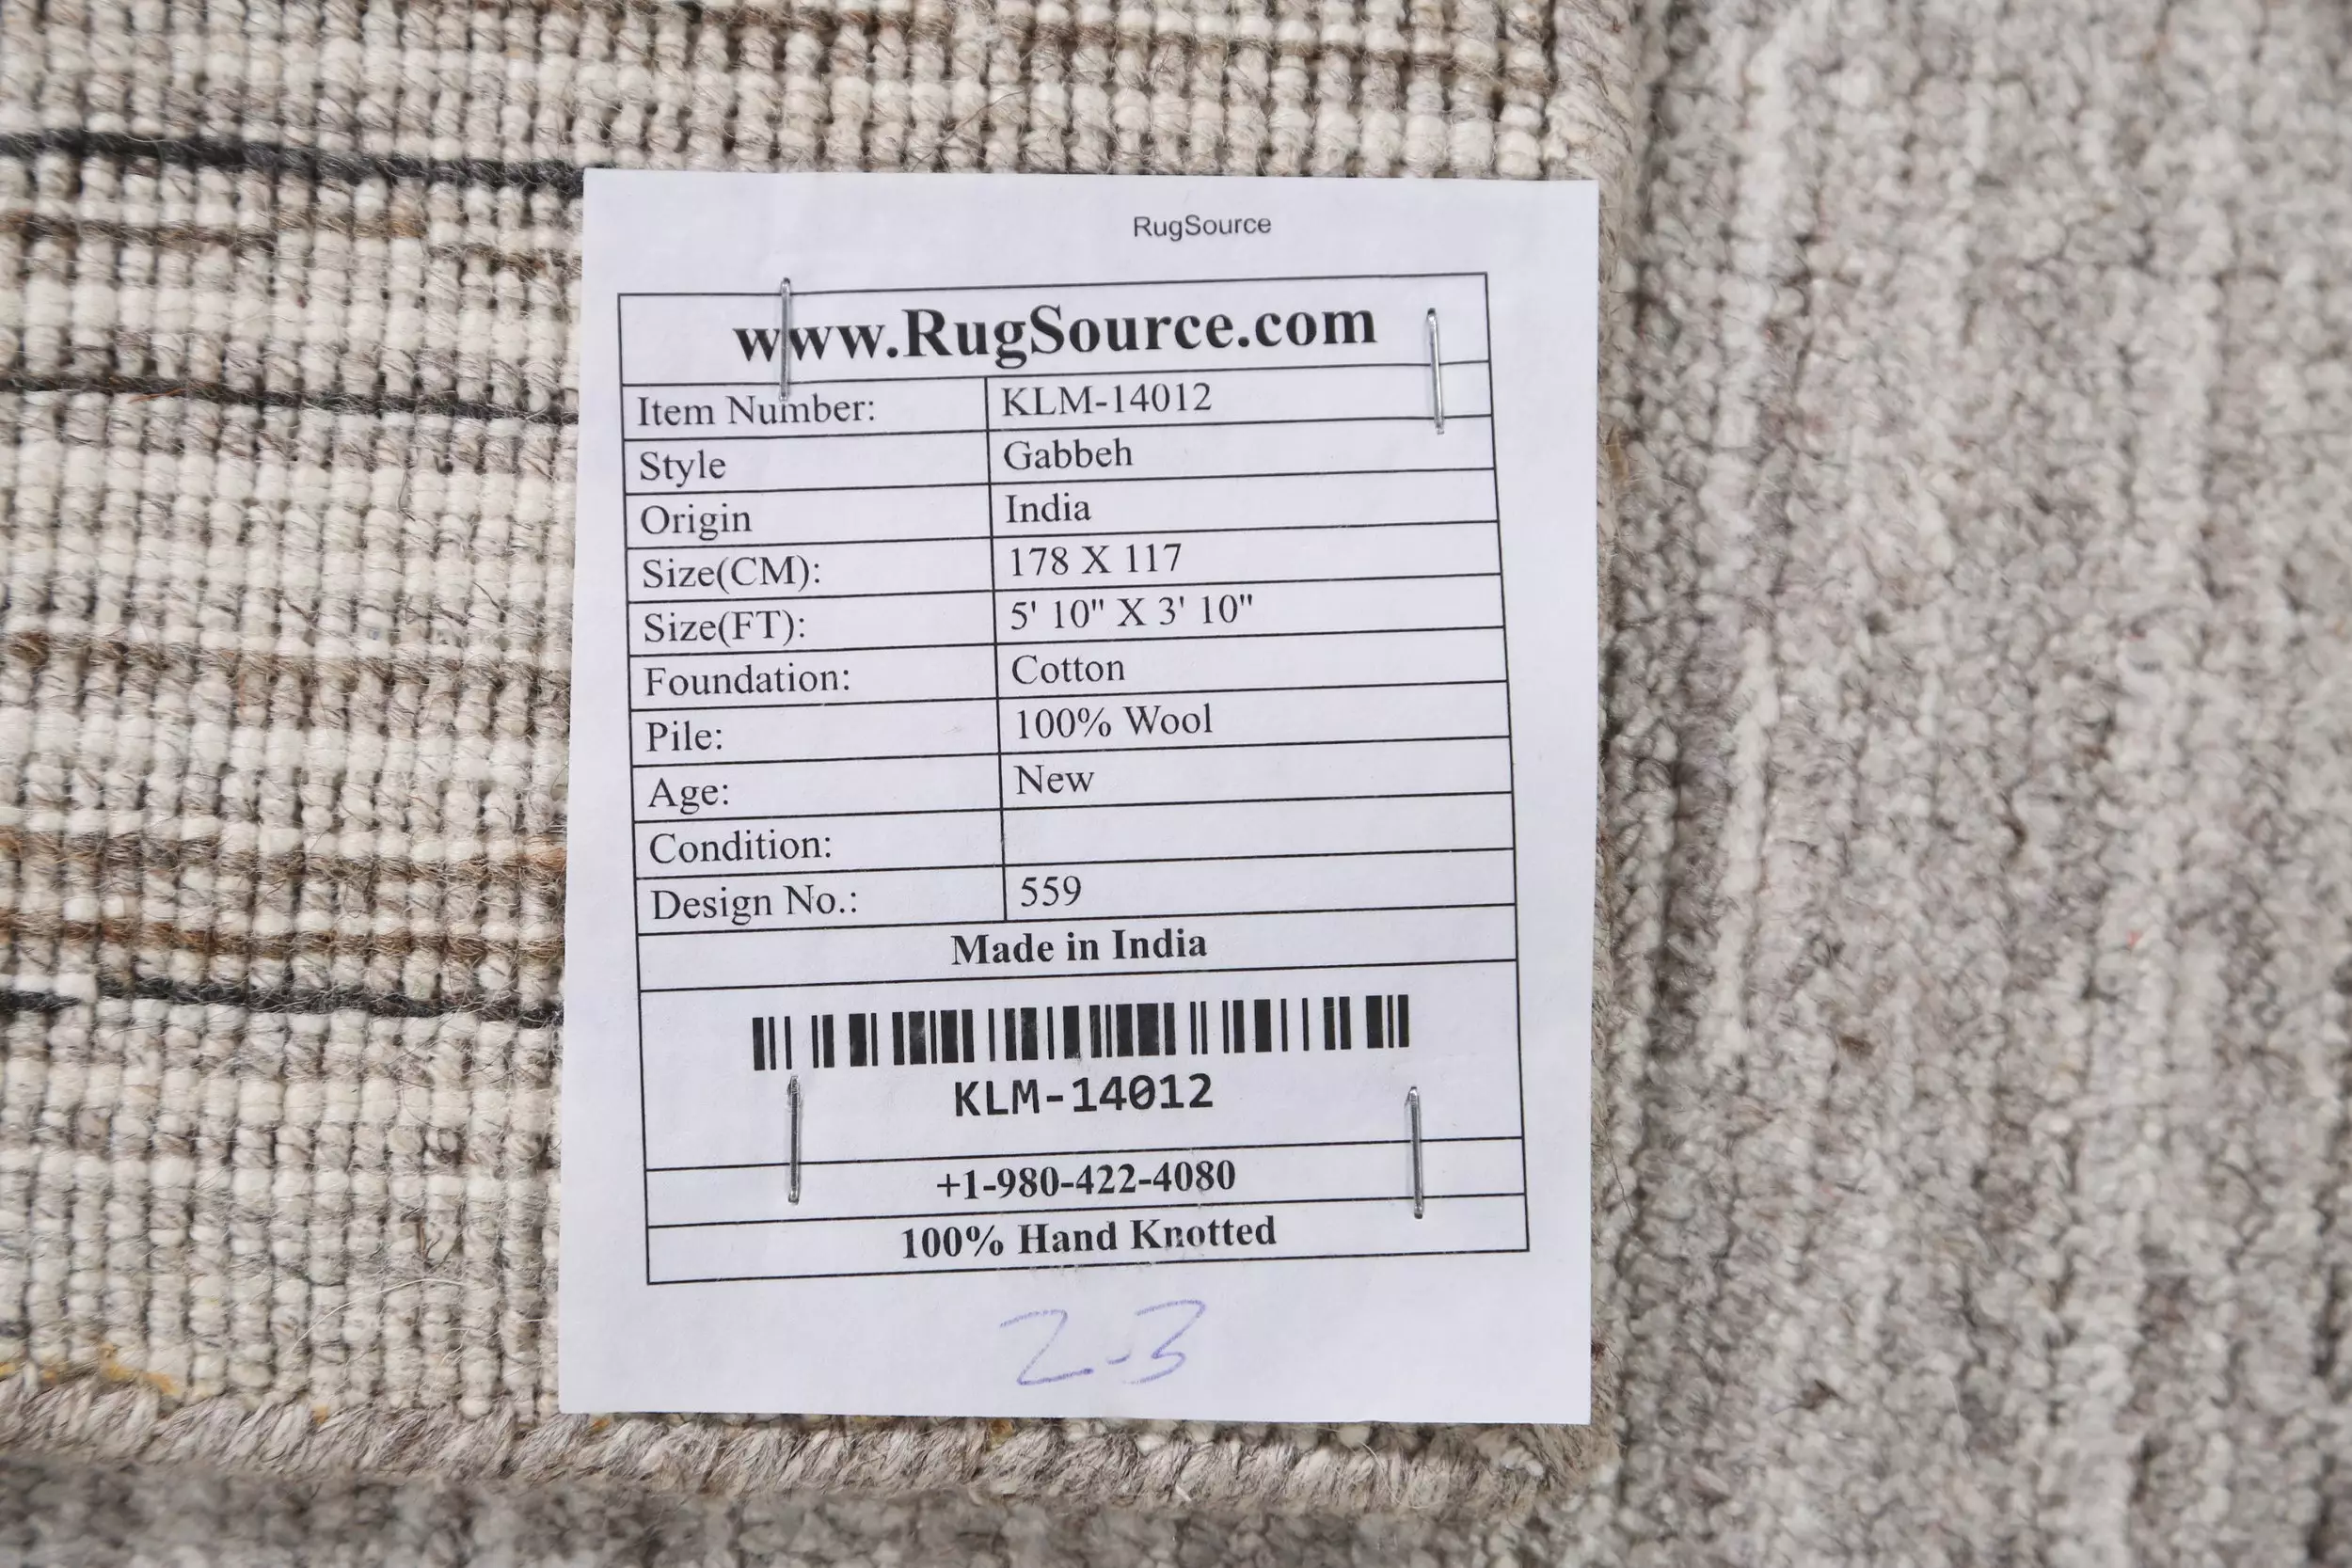 RugSource
www.RugSource.com
Item Number: KLM-14012
Style Gabbeh
Origin India
Size(CM): 178 X 117
Size(FT): 5' 10" X 3' 10"
Foundation: Cotton
Pile: 100% Wool
Age: New
Condition:
Design No.: 559
Made in India
KLM-14012
+1-980-422-4080
100% Hand Knotted
2-3